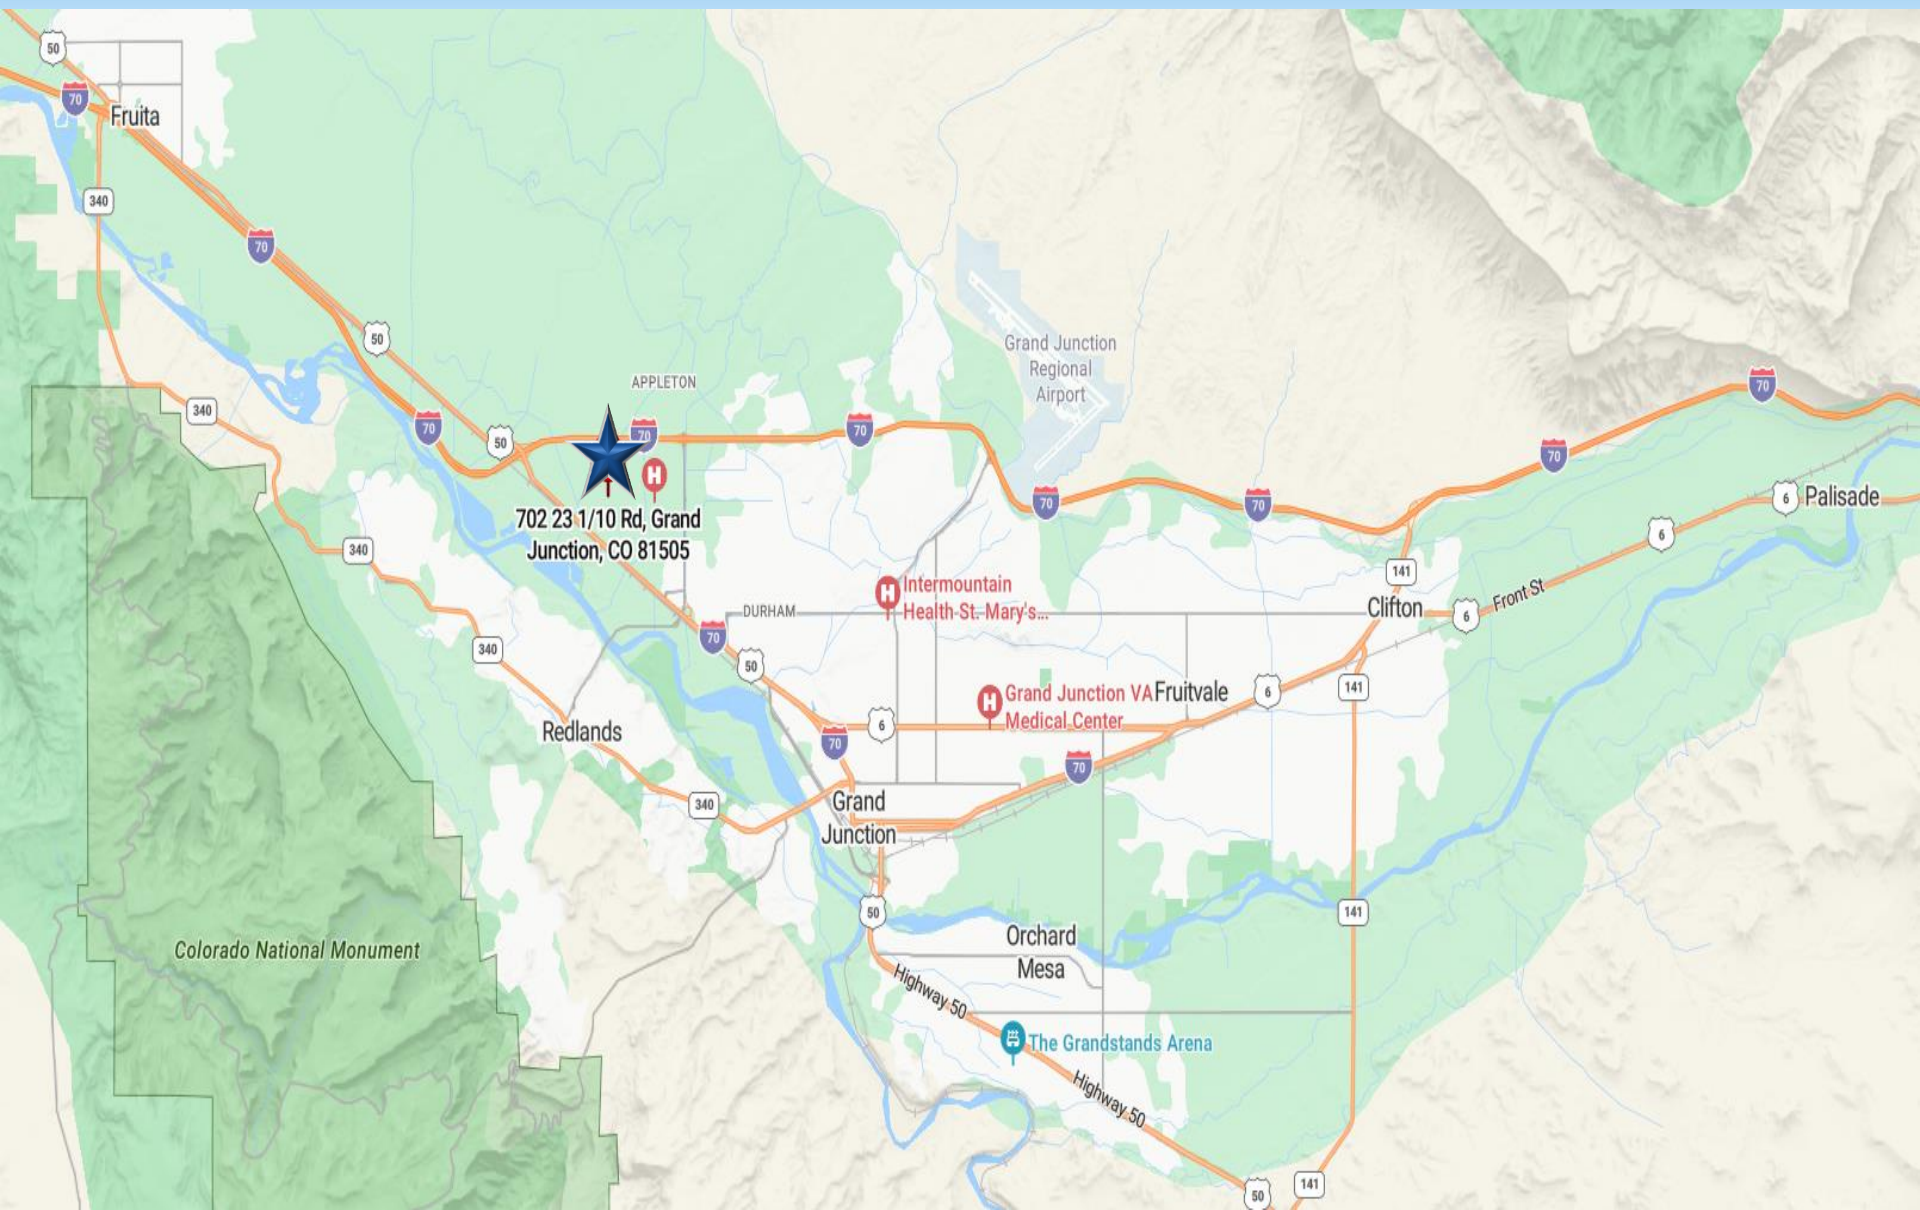 50
70
Fruita
340
70
50
340
APPLETON
70
50
70
70
Grand Junction
Regional
Airport
70
70
70
70
H
702 23 1/10 Rd, Grand
Junction, CO 81505
340
6
Palisade
6
141
Front St
Clifton
6
H
Intermountain
Health St. Mary's...
DURHAM
70
50
340
Redlands
H
Grand Junction VA
Medical Center
Fruitvale
6
141
6
70
70
340
Grand
Junction
50
141
Orchard
Mesa
Colorado National Monument
Highway 50
The Grandstands Arena
Highway 50
50
141